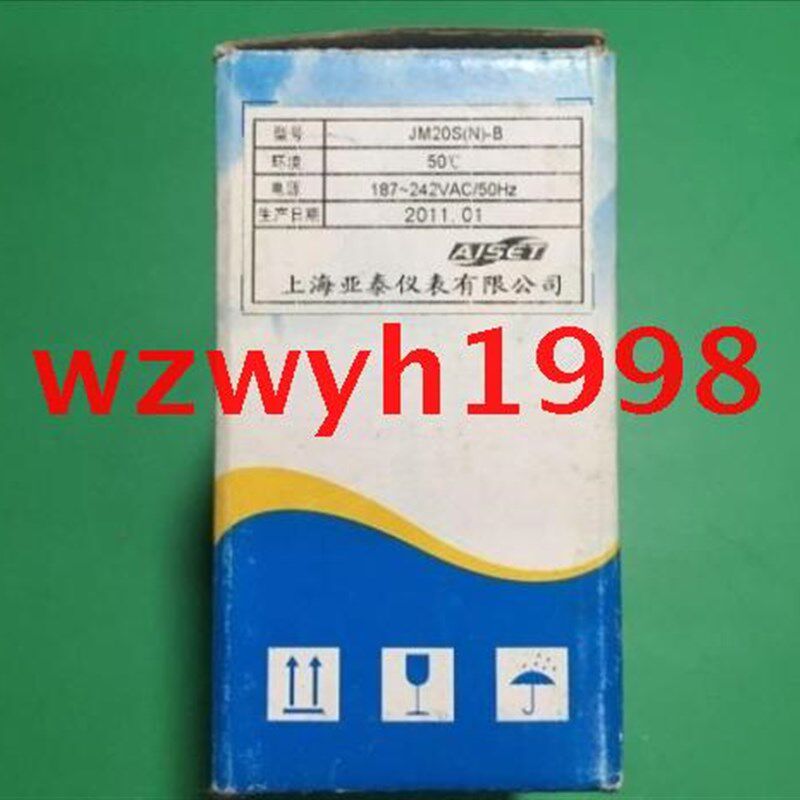 型号 JM20S(N)-B
环境 50℃
电源 187~242VAC/50Hz
生产日期 2011.01
AISET
上海亚泰仪表有限公司
wzwyh1998